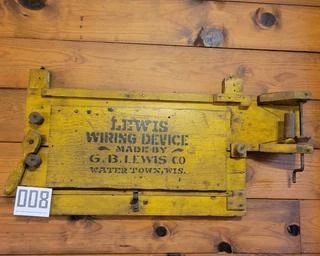 LEWIS
WIRING DEVICE
MADE BY
G.B. LEWIS CO
WATERTOWN, WIS.
008